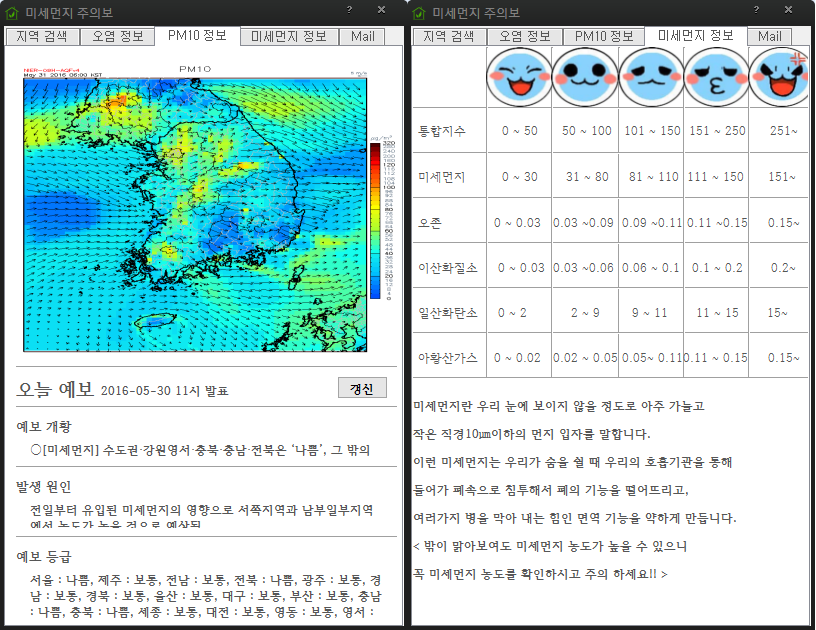 미세먼지 주의보
?
×
지역 검색
오염 정보
PM10 정보
미세먼지 정보
Mail
PM10
May 31 2016 06:00 KST
오늘 예보 2016-05-30 11시 발표
갱신
예보 개황
○[미세먼지] 수도권·강원영서·충북·충남·전북은 ‘나쁨’, 그 밖의
발생 원인
전일부터 유입된 미세먼지의 영향으로 서쪽지역과 남부일부지역
에서 농도가 높을 것으로 예상됨
예보 등급
서울 : 나쁨, 제주 : 보통, 전남 : 보통, 전북 : 나쁨, 광주 : 보통, 경
남 : 보통, 경북 : 보통, 울산 : 보통, 대구 : 보통, 부산 : 보통, 충남
: 나쁨, 충북 : 나쁨, 세종 : 보통, 대전 : 보통, 영동 : 보통, 영서 :
미세먼지 주의보
?
×
지역 검색
오염 정보
PM10 정보
미세먼지 정보
Mail
통합지수 0 ~ 50 50 ~ 100 101 ~ 150 151 ~ 250 251~
미세먼지 0 ~ 30 31 ~ 80 81 ~ 110 111 ~ 150 151~
오존 0 ~ 0.03 0.03 ~0.09 0.09 ~0.11 0.11 ~0.15 0.15~
이산화질소 0 ~ 0.03 0.03 ~0.06 0.06 ~ 0.1 0.1 ~ 0.2 0.2~
일산화탄소 0 ~ 2 2 ~ 9 9 ~ 11 11 ~ 15 15~
아황산가스 0 ~ 0.02 0.02 ~ 0.05 0.05~ 0.11 0.11 ~ 0.15 0.15~
미세먼지란 우리 눈에 보이지 않을 정도로 아주 가늘고
작은 직경10㎛이하의 먼지 입자를 말합니다.
이런 미세먼지는 우리가 숨을 쉴 때 우리의 호흡기관을 통해
들어가 폐속으로 침투해서 폐의 기능을 떨어뜨리고,
여러가지 병을 막아 내는 힘인 면역 기능을 약하게 만듭니다.
< 밖이 맑아보여도 미세먼지 농도가 높을 수 있으니
꼭 미세먼지 농도를 확인하시고 주의 하세요!! >